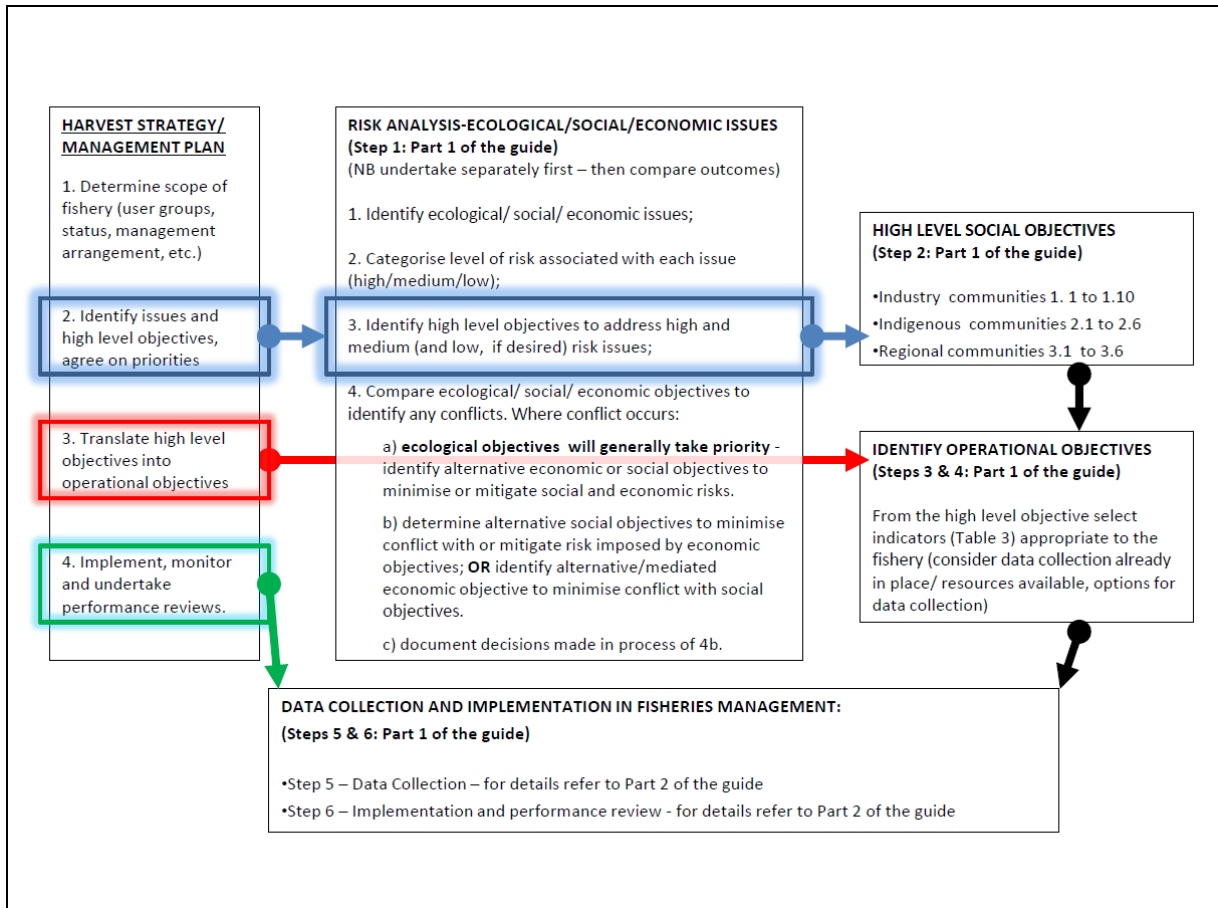 HARVEST STRATEGY/
MANAGEMENT PLAN
1. Determine scope of
fishery (user groups,
status, management
arrangement, etc.)
2. Identify issues and
high level objectives,
agree on priorities
3. Translate high level
objectives into
operational objectives
4. Implement, monitor
and undertake
performance reviews.
RISK ANALYSIS-ECOLOGICAL/SOCIAL/ECONOMIC ISSUES
(Step 1: Part 1 of the guide)
(NB undertake separately first – then compare outcomes)
1. Identify ecological/ social/ economic issues;
2. Categorise level of risk associated with each issue
(high/medium/low);
3. Identify high level objectives to address high and
medium (and low, if desired) risk issues;
4. Compare ecological/ social/ economic objectives to
identify any conflicts. Where conflict occurs:
a) ecological objectives will generally take priority -
identify alternative economic or social objectives to
minimise or mitigate social and economic risks.
b) determine alternative social objectives to minimise
conflict with or mitigate risk imposed by economic
objectives; OR identify alternative/mediated
economic objective to minimise conflict with social
objectives.
c) document decisions made in process of 4b.
HIGH LEVEL SOCIAL OBJECTIVES
(Step 2: Part 1 of the guide)
•Industry communities 1. 1 to 1.10
•Indigenous communities 2.1 to 2.6
•Regional communities 3.1 to 3.6
IDENTIFY OPERATIONAL OBJECTIVES
(Steps 3 & 4: Part 1 of the guide)
From the high level objective select
indicators (Table 3) appropriate to the
fishery (consider data collection already
in place/ resources available, options for
data collection)
DATA COLLECTION AND IMPLEMENTATION IN FISHERIES MANAGEMENT:
(Steps 5 & 6: Part 1 of the guide)
•Step 5 – Data Collection – for details refer to Part 2 of the guide
•Step 6 – Implementation and performance review - for details refer to Part 2 of the guide